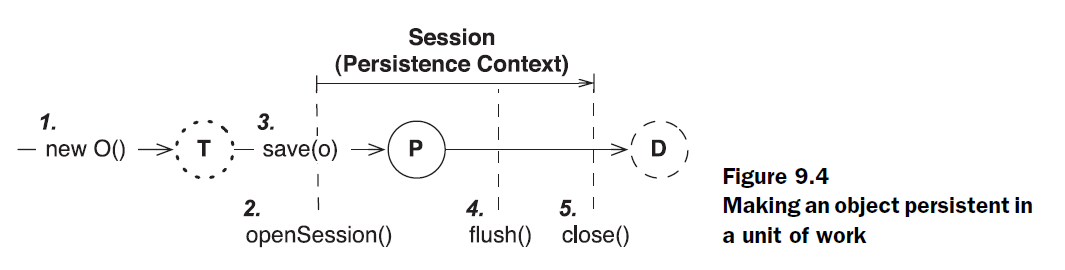 Session
(Persistence Context)
1.
new O()
T
3.
save(o)
P
D
2.
openSession()
4.
flush()
5.
close()
Figure 9.4
Making an object persistent in
a unit of work